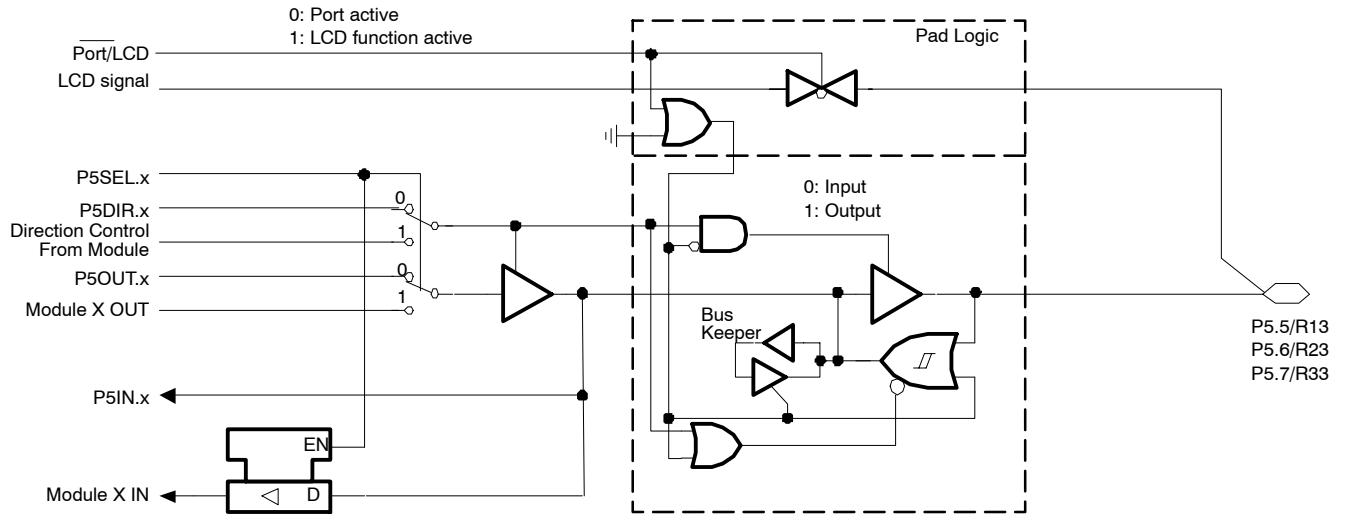 0: Port active
1: LCD function active
Pad Logic
Port/LCD
LCD signal
P5SEL.x
0: Input
1: Output
0
P5DIR.x
Direction Control
From Module
1
0
P5OUT.x
1
Module X OUT
Bus
Keeper
P5.5/R13
P5.6/R23
P5.7/R33
P5IN.x
EN
Module X IN
D